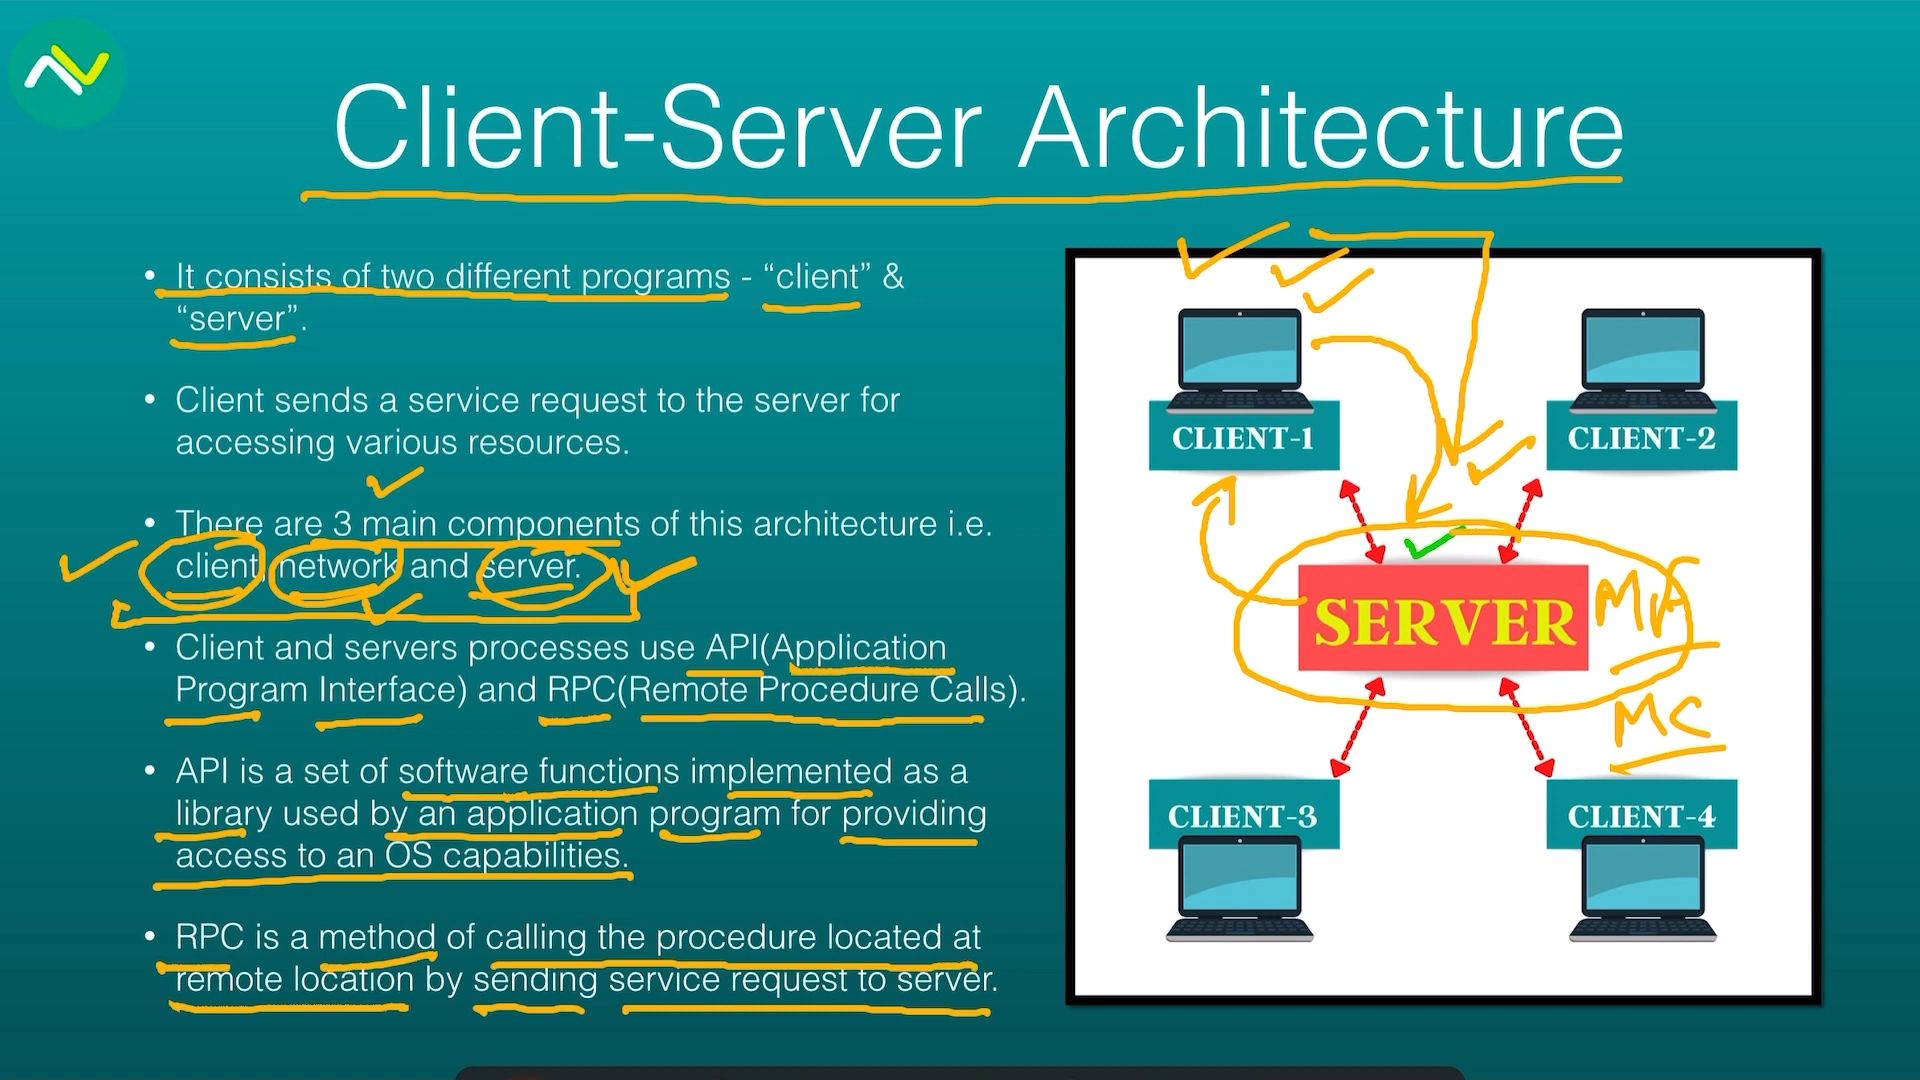 Client-Server Architecture
• It consists of two different programs - “client” &
“server”.
• Client sends a service request to the server for
accessing various resources.
• There are 3 main components of this architecture i.e.
client, network and server.
• Client and servers processes use API(Application
Program Interface) and RPC(Remote Procedure Calls).
• API is a set of software functions implemented as a
library used by an application program for providing
access to an OS capabilities.
• RPC is a method of calling the procedure located at
remote location by sending service request to server.
CLIENT-1
CLIENT-2
SERVER
MC
CLIENT-3
CLIENT-4